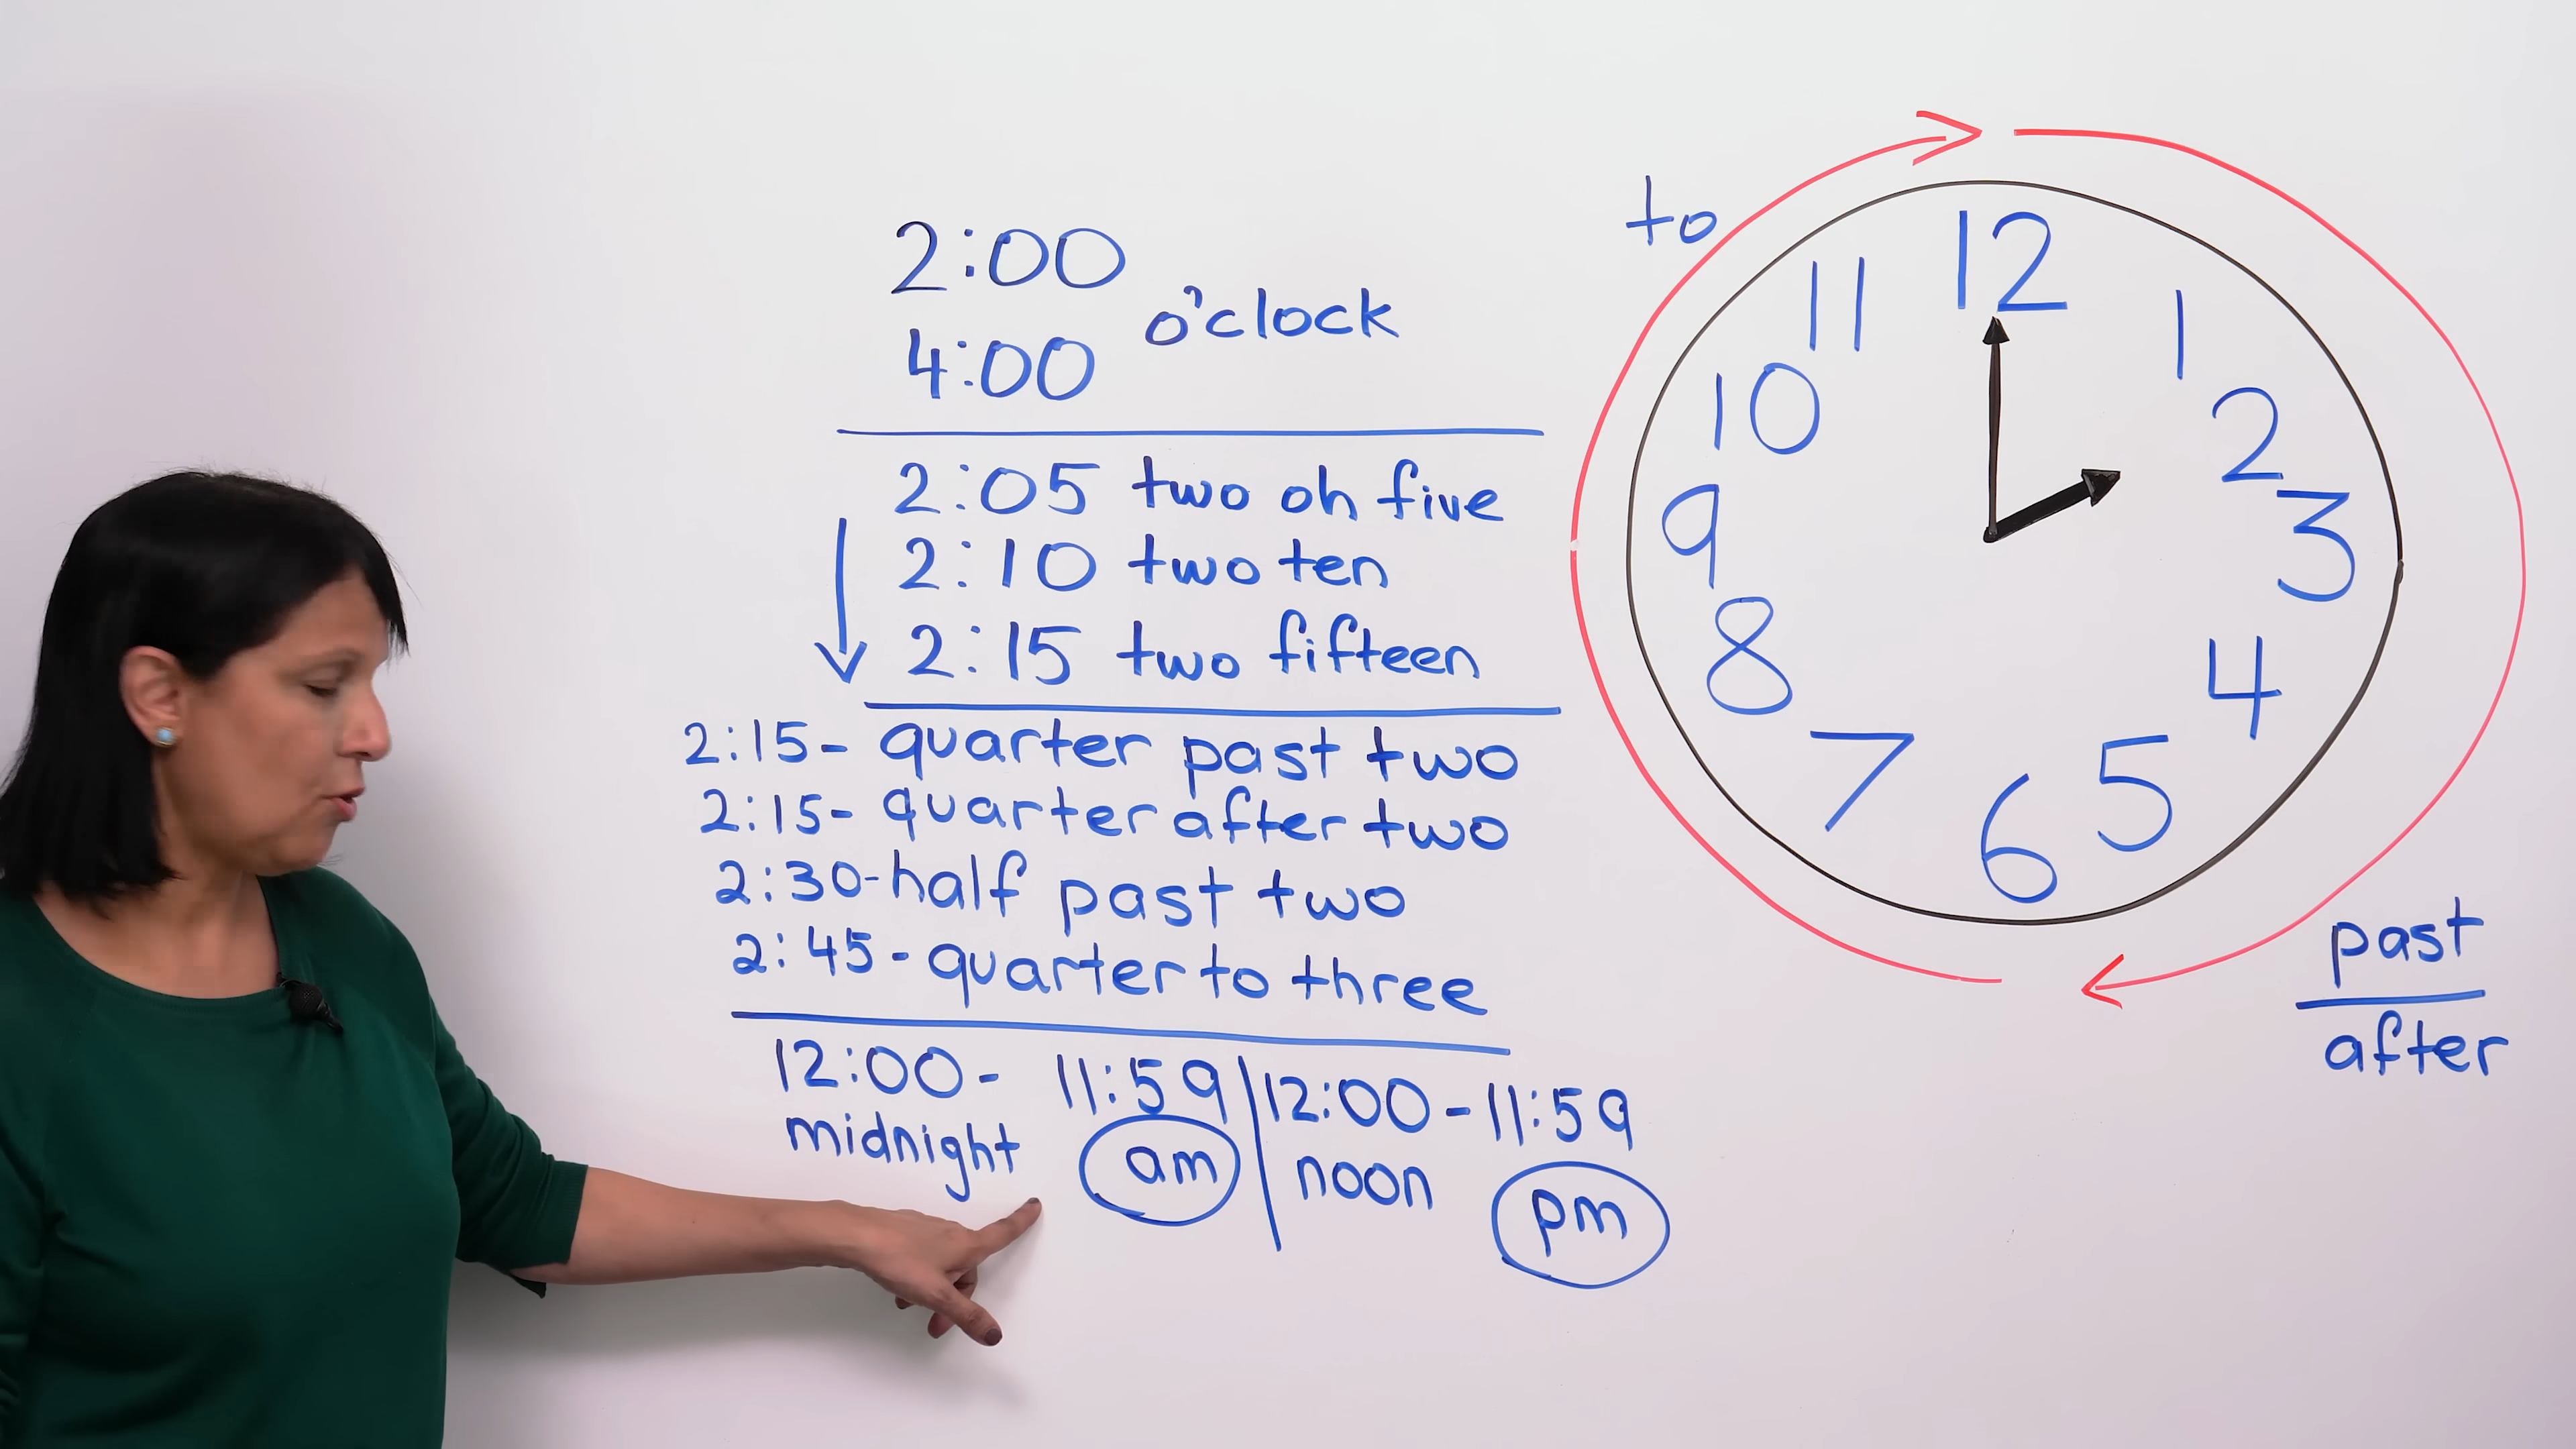 2:00
4:00
o'clock
2:05 two oh five
2:10 two ten
2:15 two fifteen
2:15- quarter past two
2:15- quarter after two
2:30-half past two
2:45-quarter to three
12:00- 11:59
midnight am
12:00-11:59
noon pm
to
12
11
1
10
2
9
3
8
4
7
5
6
past
after